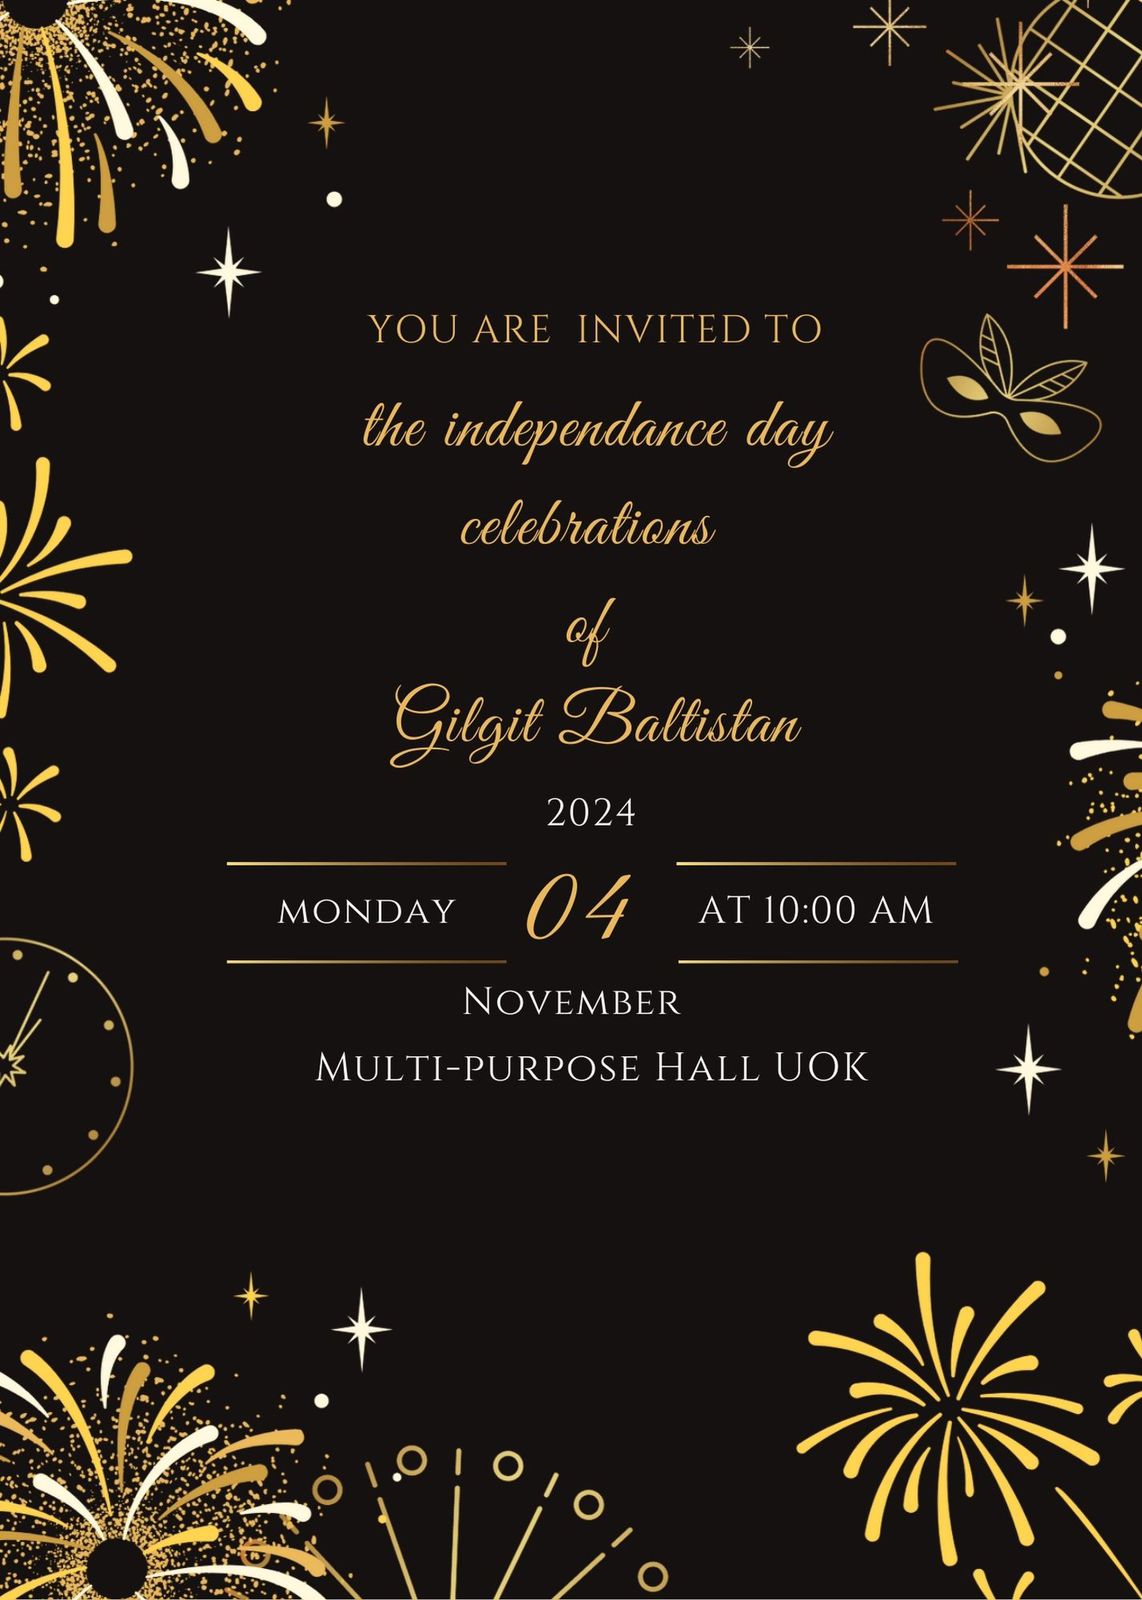 YOU ARE INVITED TO
the independance day
celebrations
of
Gilgit Baltistan
2024
MONDAY 04 AT 10:00 AM
NOVEMBER
MULTI-PURPOSE HALL UOK